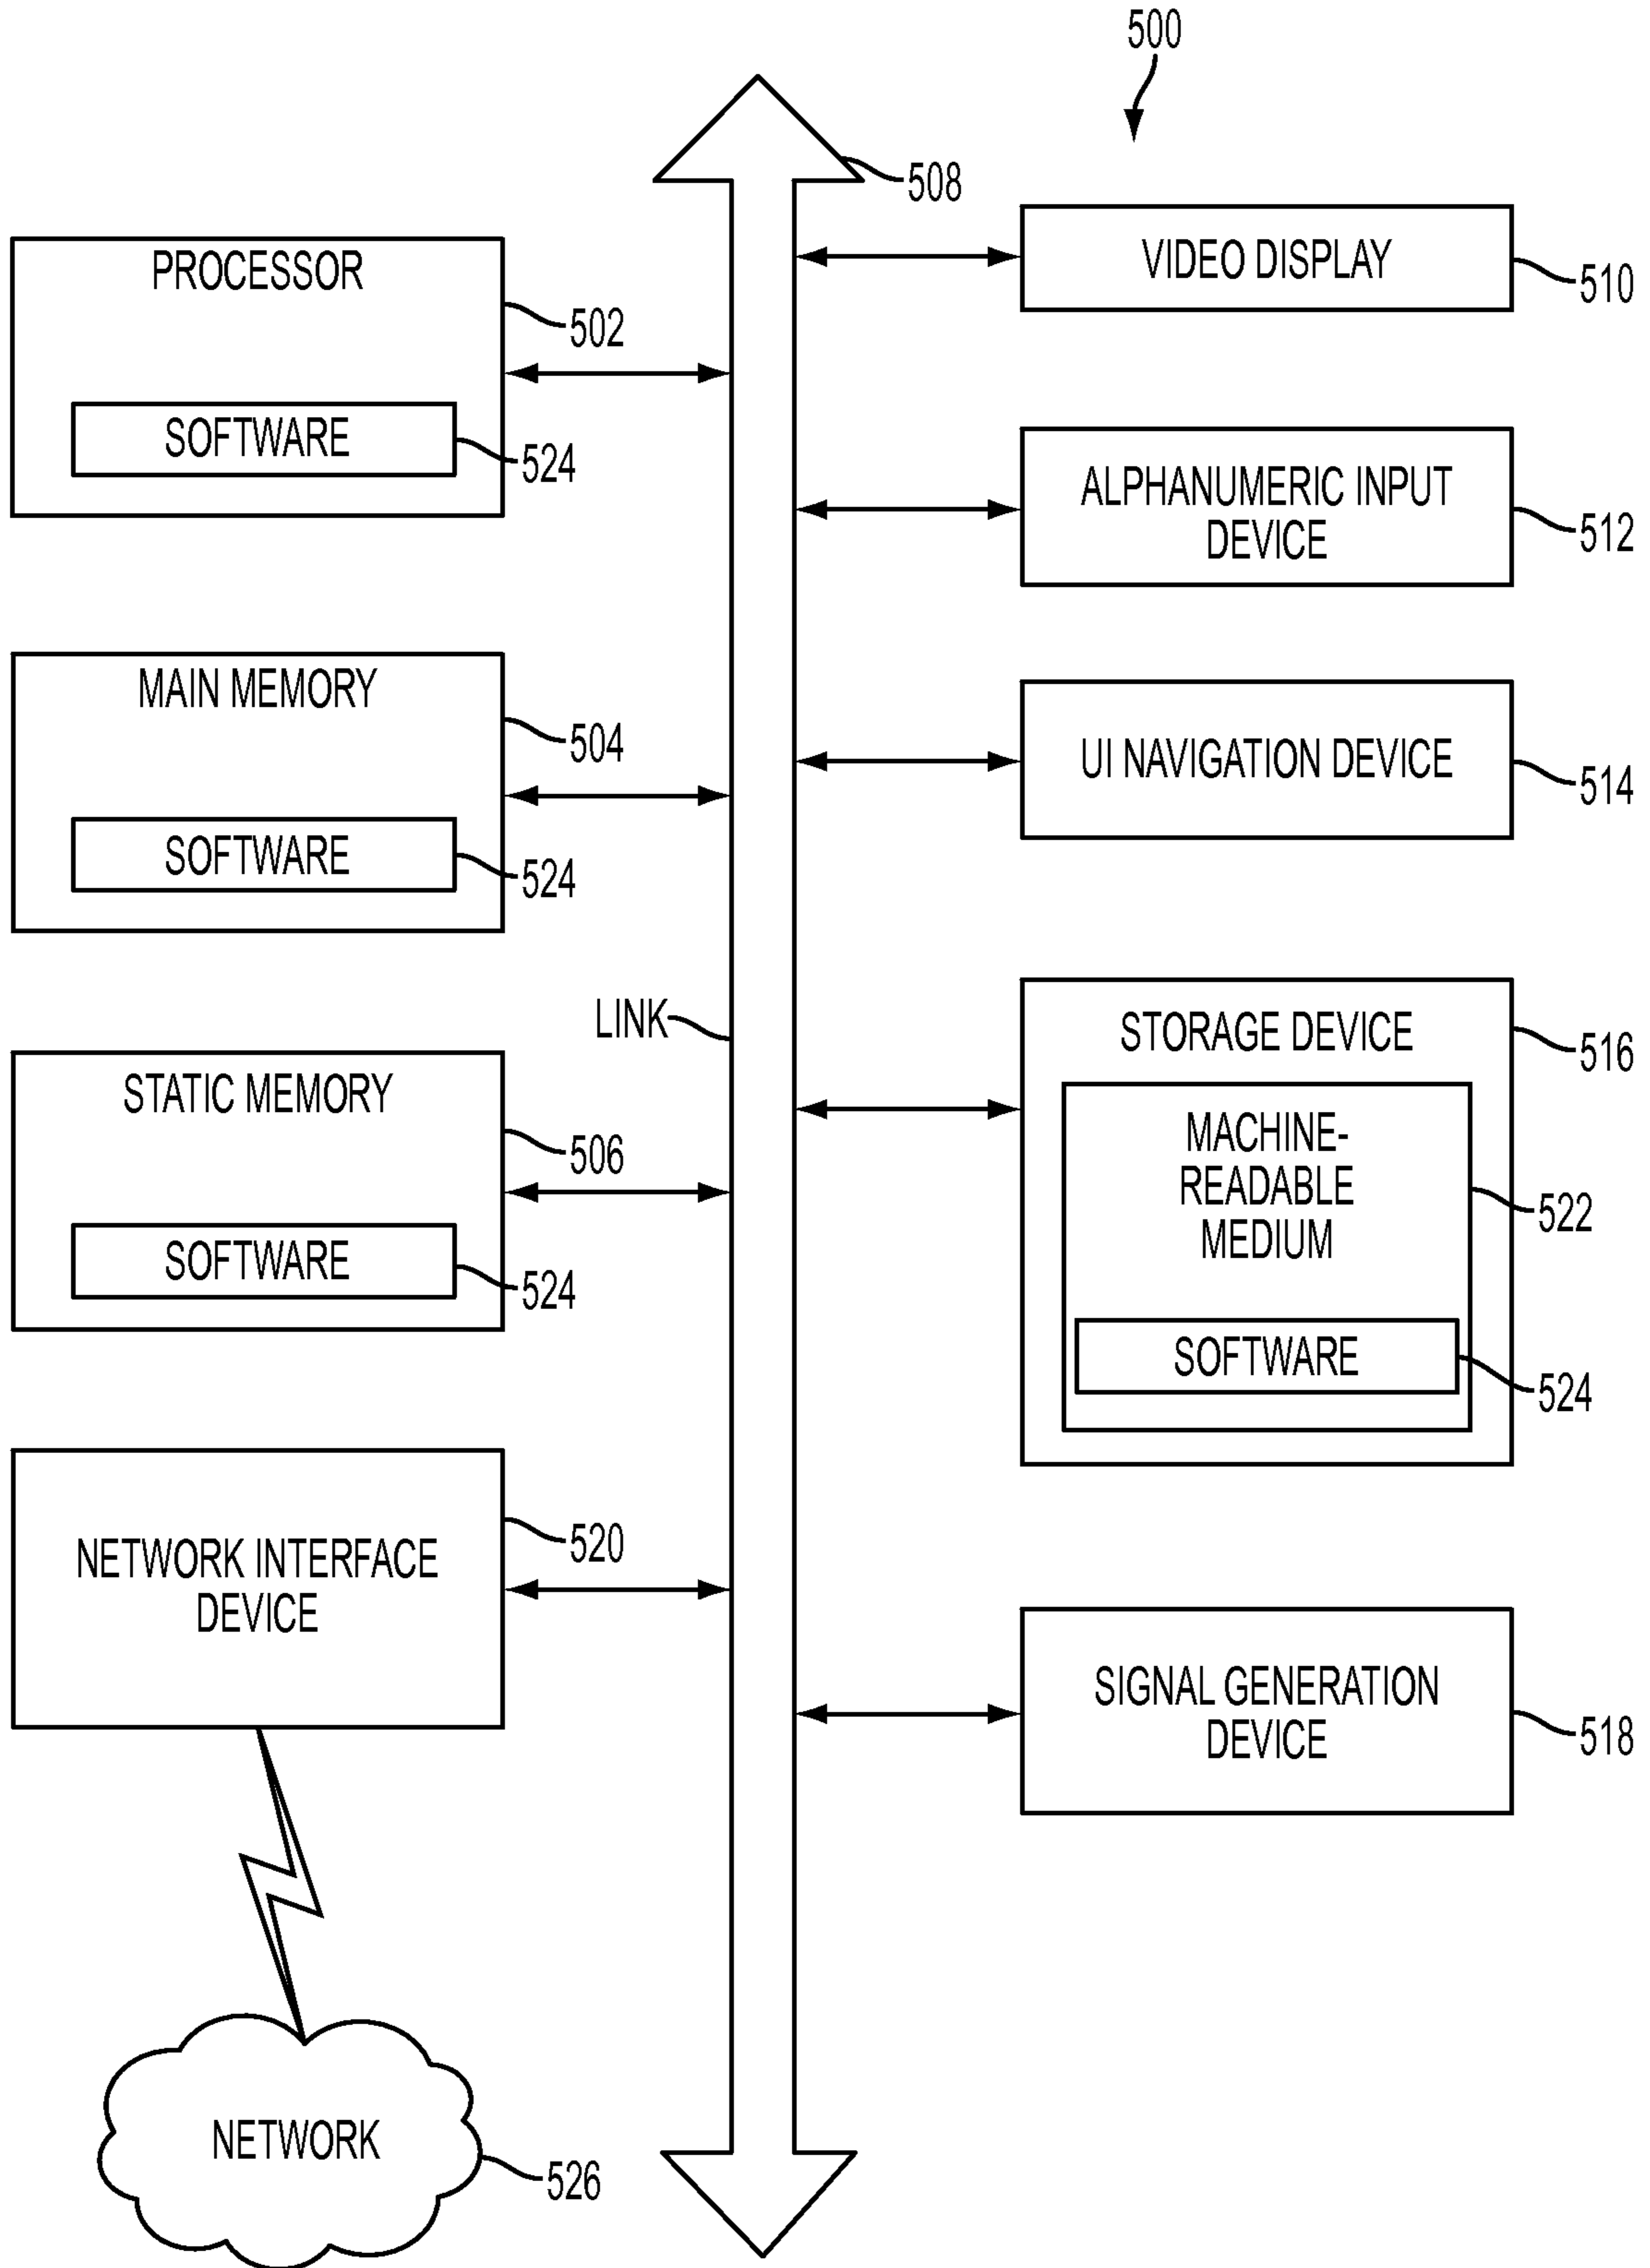 500
508
PROCESSOR
502
SOFTWARE
524
MAIN MEMORY
504
SOFTWARE
524
LINK
STATIC MEMORY
506
SOFTWARE
524
NETWORK INTERFACE
DEVICE
520
NETWORK
526
VIDEO DISPLAY
510
ALPHANUMERIC INPUT
DEVICE
512
UI NAVIGATION DEVICE
514
STORAGE DEVICE
516
MACHINE-
READABLE
MEDIUM
522
SOFTWARE
524
SIGNAL GENERATION
DEVICE
518